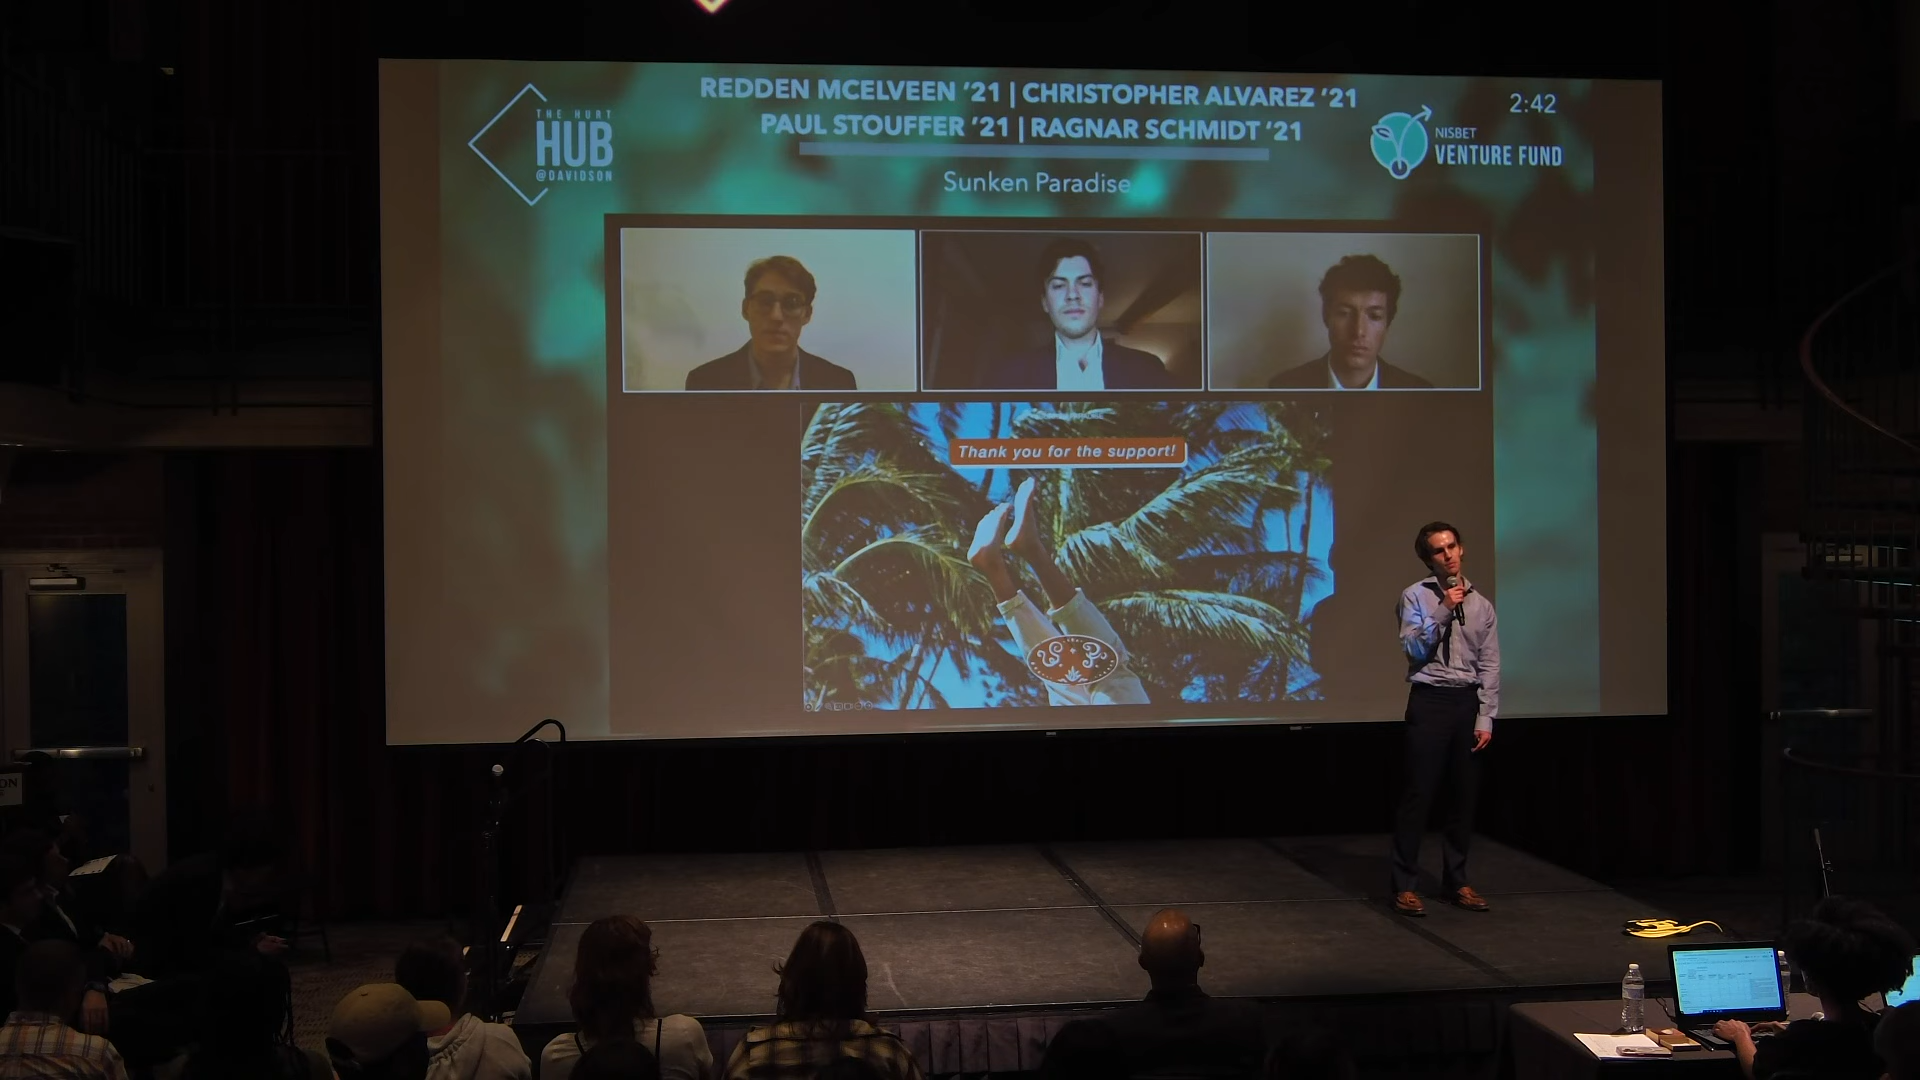 THE HURT
HUB
@DAVIDSON
REDDEN MCELVEEN '21 | CHRISTOPHER ALVAREZ '21
PAUL STOUFFER '21 | RAGNAR SCHMIDT '21
Sunken Paradise
2:42
NISBET
VENTURE FUND
Thank you for the support!
S P
ON